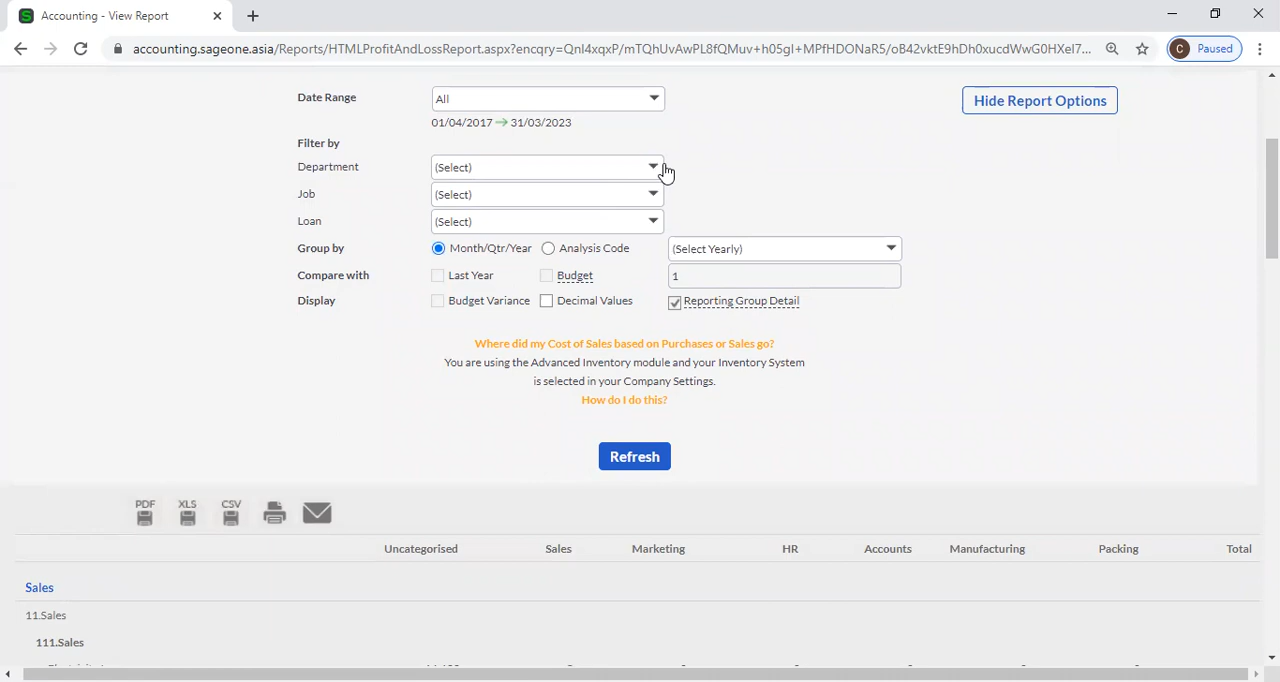 Accounting - View Report
accounting.sageone.asia/Reports/HTMLProfitAndLossReport.aspx?encqry=QnI4xqxP/mTQhUvAwPL8fQMuv+h05gI+MPfHDONaR5/oB42vktE9hDh0xucdWwG0HXeI7...
C Paused
Date Range All Hide Report Options
01/04/2017 → 31/03/2023
Filter by
Department (Select)
Job (Select)
Loan (Select)
Group by Month/Qtr/Year Analysis Code (Select Yearly)
Compare with Last Year Budget 1
Display Budget Variance Decimal Values Reporting Group Detail
Where did my Cost of Sales based on Purchases or Sales go?
You are using the Advanced Inventory module and your Inventory System
is selected in your Company Settings.
How do I do this?
Refresh
PDF XLS CSV
Uncategorised Sales Marketing HR Accounts Manufacturing Packing Total
Sales
11.Sales
111.Sales